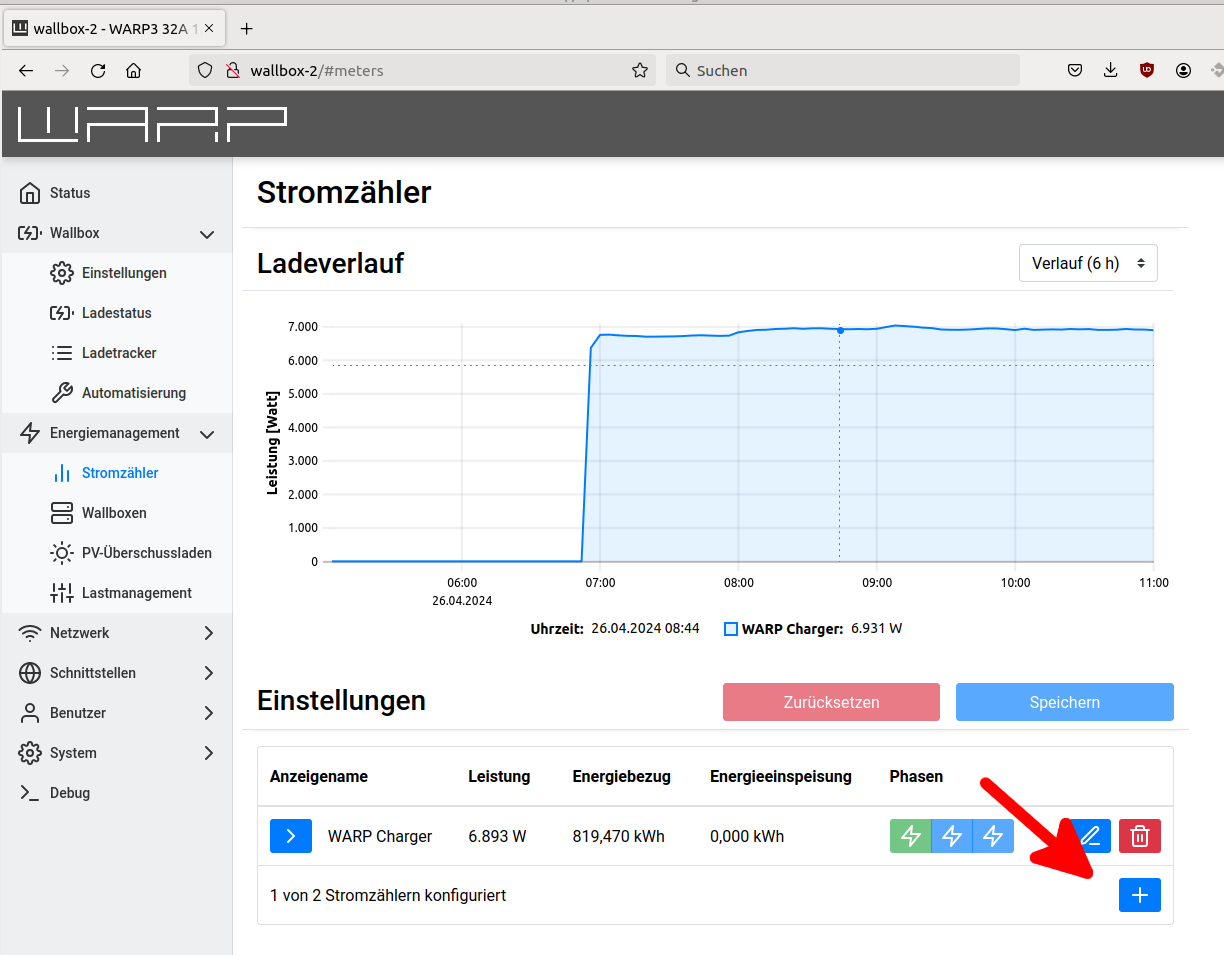 wallbox-2 - WARP3 32A 1
wallbox-2/#meters
Suchen
WARP
Status
Wallbox
Einstellungen
Ladestatus
Ladetracker
Automatisierung
Energiemanagement
Stromzähler
Wallboxen
PV-Überschussladen
Lastmanagement
Netzwerk
Schnittstellen
Benutzer
System
Debug
Stromzähler
Ladeverlauf
Verlauf (6 h)
Leistung [Watt]
7.000
6.000
5.000
4.000
3.000
2.000
1.000
0
06:00 07:00 08:00 09:00 10:00 11:00
26.04.2024
Uhrzeit: 26.04.2024 08:44 WARP Charger: 6.931 W
Einstellungen
Zurücksetzen
Speichern
Anzeigename Leistung Energiebezug Energieeinspeisung Phasen
WARP Charger 6.893 W 819,470 kWh 0,000 kWh
1 von 2 Stromzählern konfiguriert